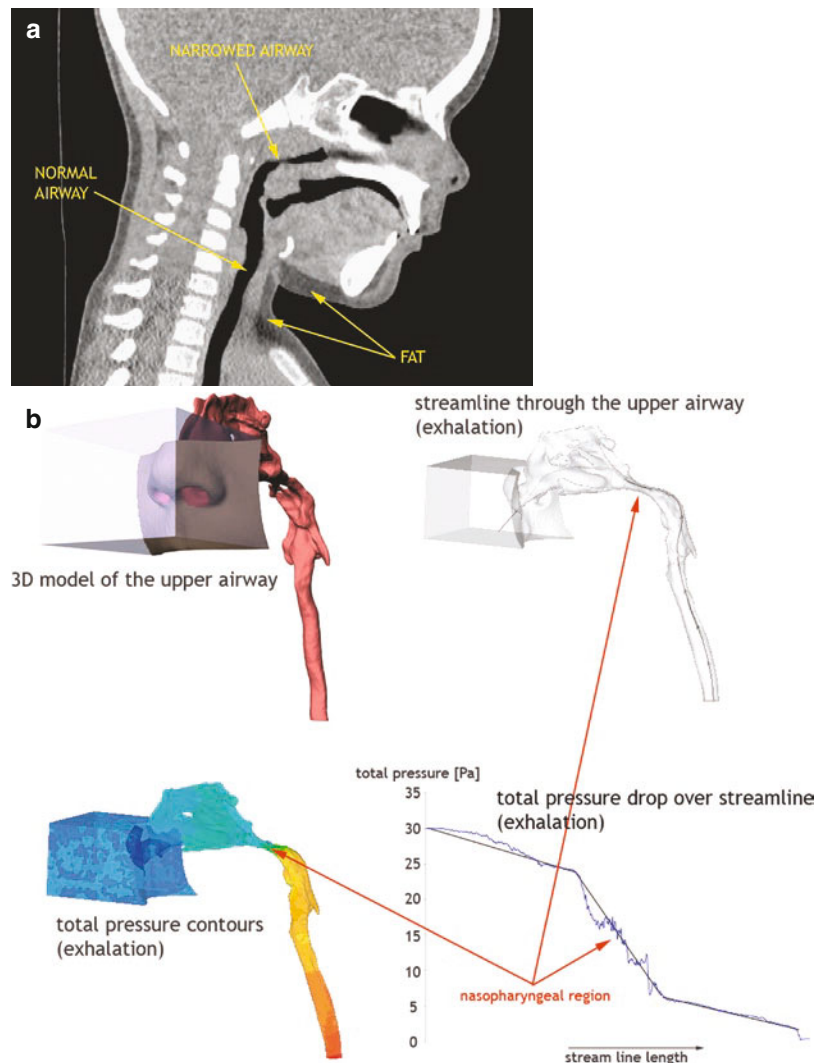 a
NARROWED AIRWAY
NORMAL
AIRWAY
FAT
b
streamline through the upper airway
(exhalation)
3D model of the upper airway
total pressure [Pa]
35
total pressure drop over streamline
(exhalation)
30
25
20
15
10
5
0
total pressure contours
(exhalation)
nasopharyngeal region
stream line length